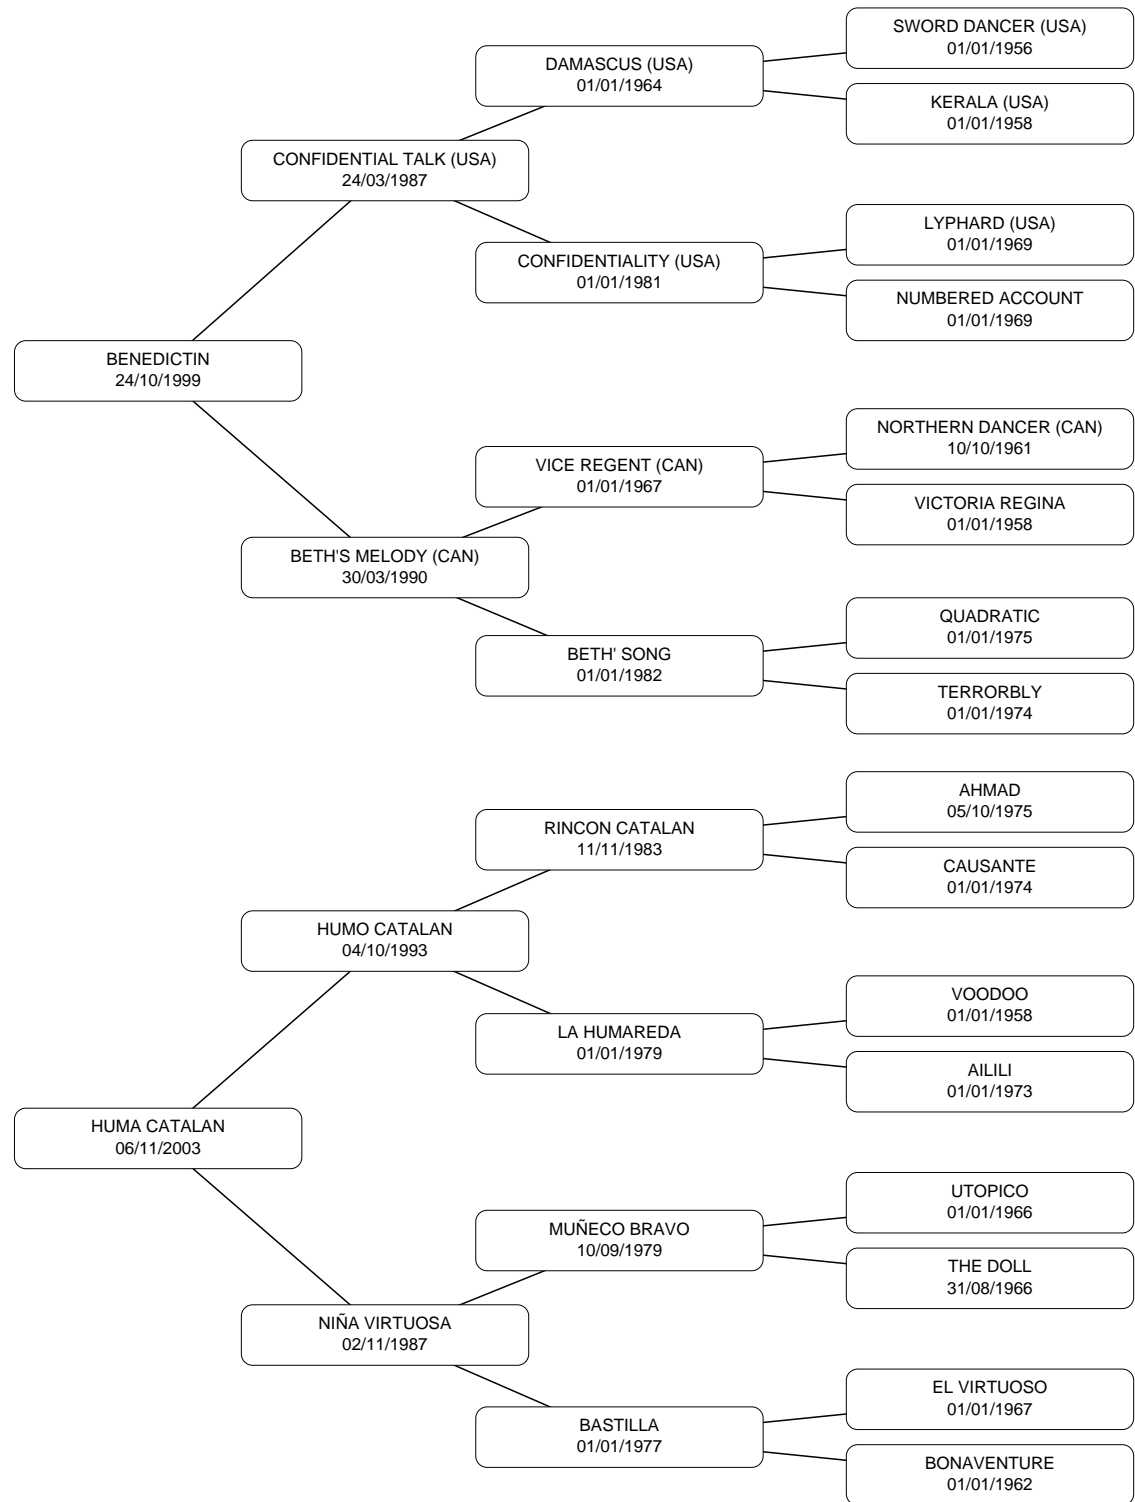 SWORD DANCER (USA)
01/01/1956
DAMASCUS (USA)
01/01/1964
KERALA (USA)
01/01/1958
CONFIDENTIAL TALK (USA)
24/03/1987
LYPHARD (USA)
01/01/1969
CONFIDENTIALITY (USA)
01/01/1981
NUMBERED ACCOUNT
01/01/1969
BENEDICTIN
24/10/1999
NORTHERN DANCER (CAN)
10/10/1961
VICE REGENT (CAN)
01/01/1967
VICTORIA REGINA
01/01/1958
BETH'S MELODY (CAN)
30/03/1990
QUADRATIC
01/01/1975
BETH' SONG
01/01/1982
TERRORBLY
01/01/1974
AHMAD
05/10/1975
RINCON CATALAN
11/11/1983
CAUSANTE
01/01/1974
HUMO CATALAN
04/10/1993
VOODOO
01/01/1958
LA HUMAREDA
01/01/1979
AILILI
01/01/1973
HUMA CATALAN
06/11/2003
UTOPICO
01/01/1966
MUÑECO BRAVO
10/09/1979
THE DOLL
31/08/1966
NIÑA VIRTUOSA
02/11/1987
EL VIRTUOSO
01/01/1967
BASTILLA
01/01/1977
BONAVENTURE
01/01/1962